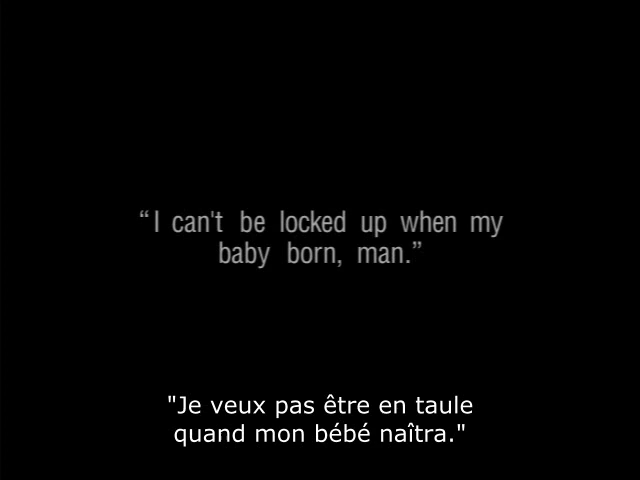 “I can't be locked up when my
baby born, man.”
"Je veux pas être en taule
quand mon bébé naîtra."